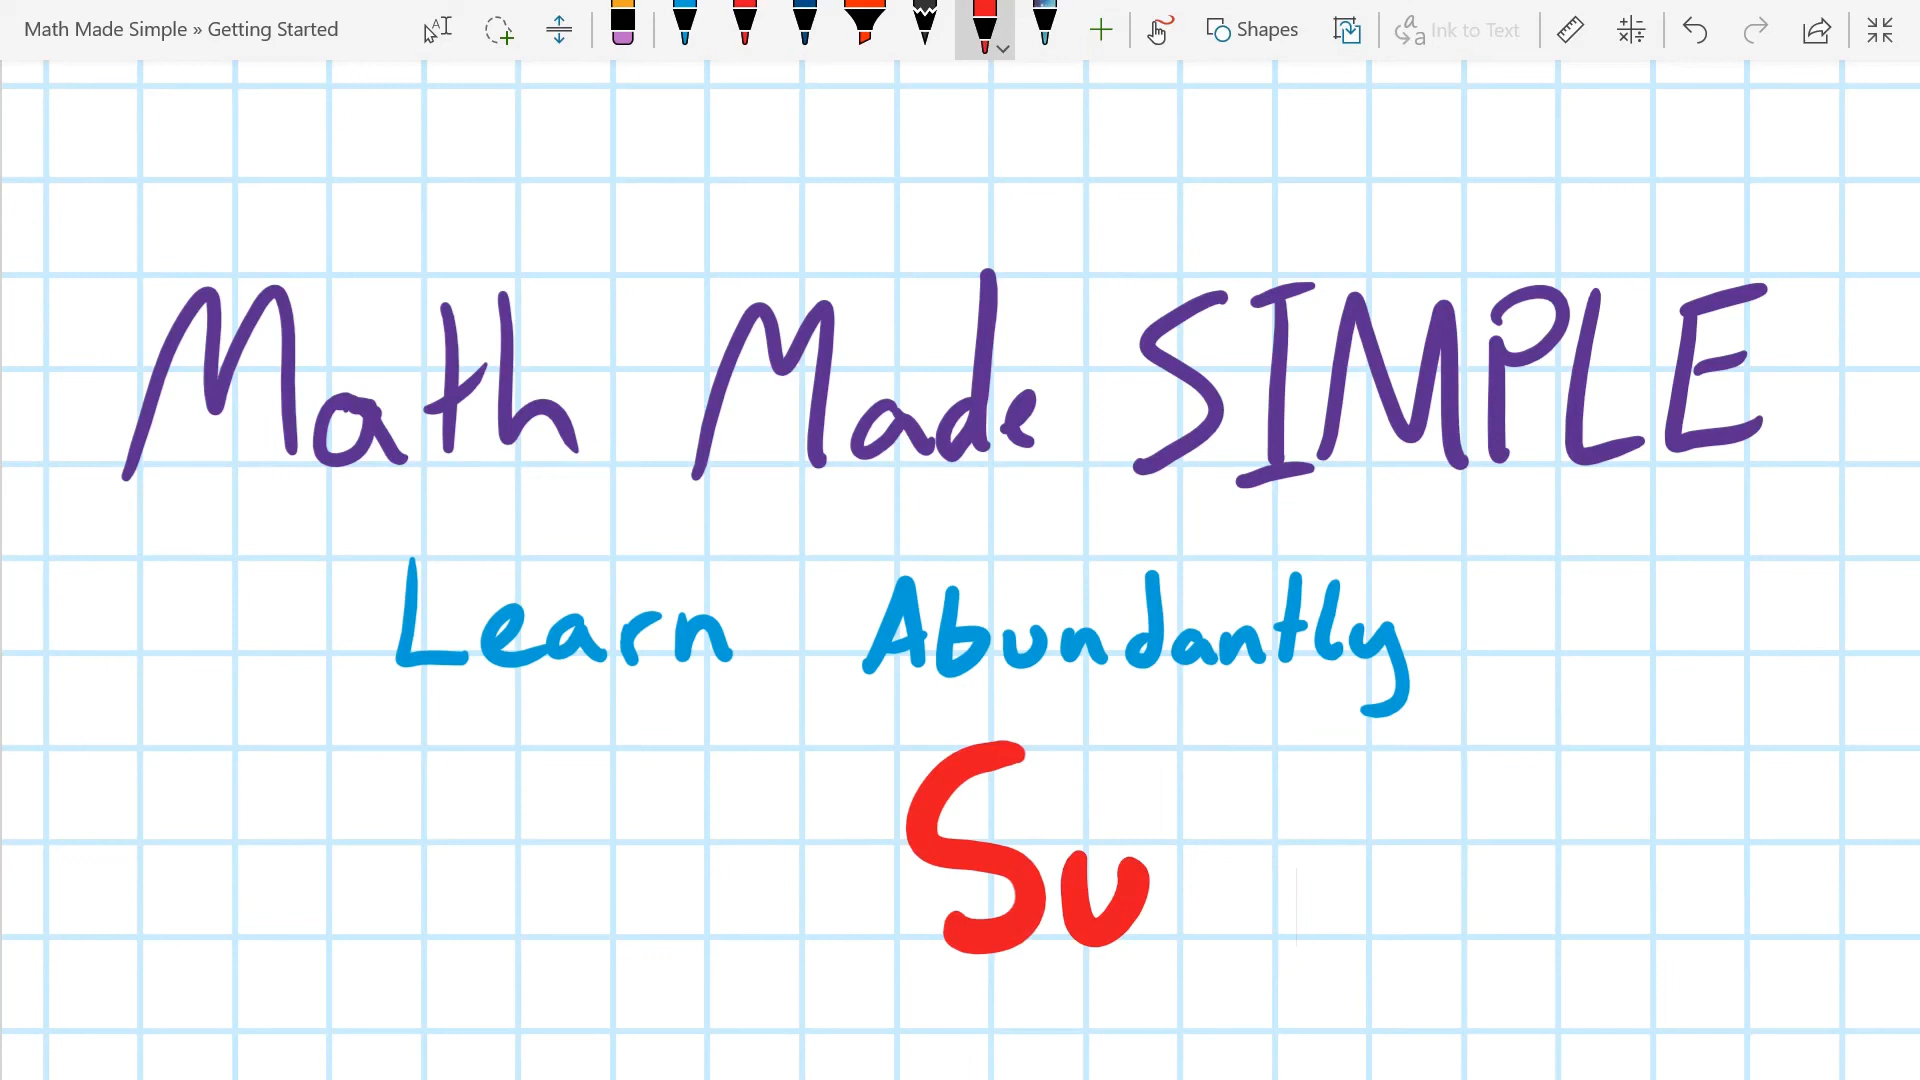 Math Made Simple » Getting Started
Shapes
Ink to Text
Math Made SIMPLE
Learn Abundantly
Su